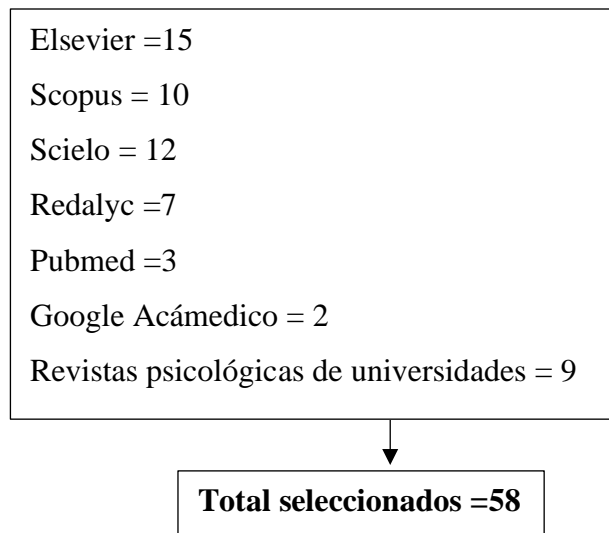 Elsevier =15
Scopus = 10
Scielo = 12
Redalyc =7
Pubmed =3
Google Acámedico = 2
Revistas psicológicas de universidades = 9
Total seleccionados =58